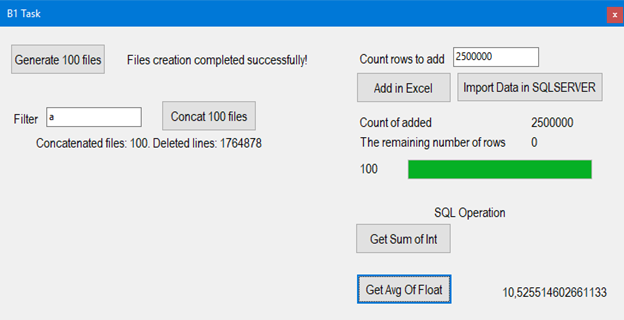 B1 Task
x
Generate 100 files
Files creation completed successfully!
Filter
a
Concat 100 files
Concatenated files: 100. Deleted lines: 1764878
Count rows to add
2500000
Add in Excel
Import Data in SQLSERVER
Count of added
2500000
The remaining number of rows
0
100
SQL Operation
Get Sum of Int
Get Avg Of Float
10,525514602661133